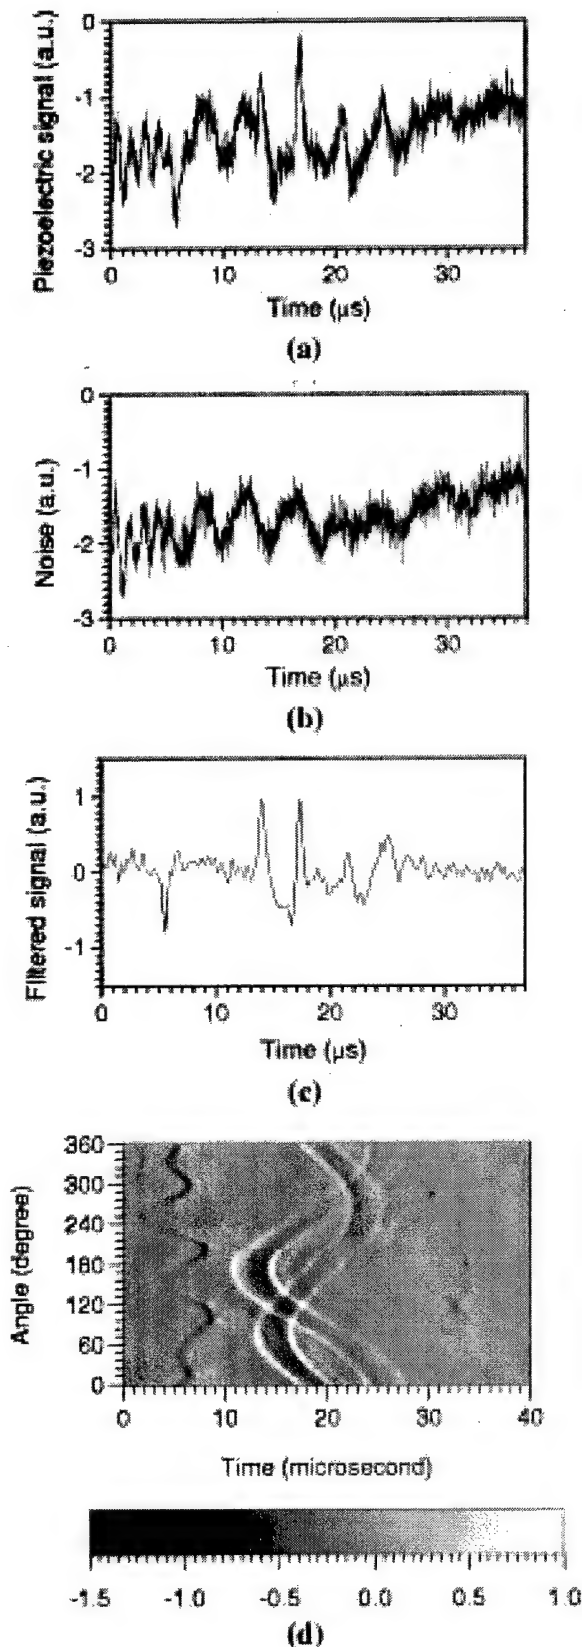 Piezoelectric signal (a.u.)
0
-1
-2
-3
0 10 20 30
Time (μs)
(a)
Noise (a.u.)
0
-1
-2
-3
0 10 20 30
Time (μs)
(b)
Filtered signal (a.u.)
1
0
-1
0 10 20 30
Time (μs)
(c)
Angle (degree)
360
300
240
180
120
60
0
0 10 20 30 40
Time (microsecond)
-1.5 -1.0 -0.5 0.0 0.5 1.0
(d)